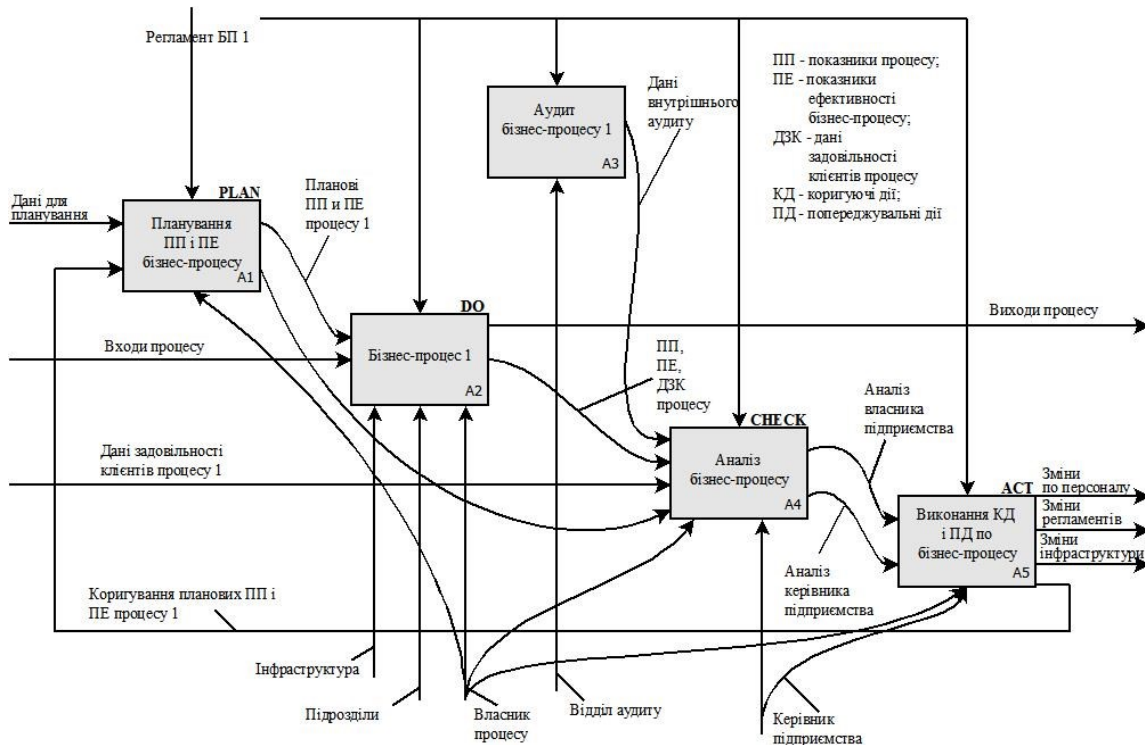 Регламент БП 1
ПП - показники процесу;
ПЕ - показники
ефективності
бізнес-процесу;
ДЗК - дані
задовільності
клієнтів процесу
КД - коригуючі дії;
ПД - попереджувальні дії
Дані
внутрішнього
аудиту
Аудит
бізнес-процесу 1
A3
PLAN
Дані для
планування
Планування
ПП і ПЕ
бізнес-процесу
A1
Планові
ПП и ПЕ
процесу 1
DO
Виходи процесу
Входи процесу
Бізнес-процес 1
A2
ПП,
ПЕ,
ДЗК
процесу
Аналіз
власника
підприємства
CHECK
Дані задовільності
клієнтів процесу 1
Аналіз
бізнес-процесу
A4
ACT
Зміни
по персоналу
Зміни
регламентів
Зміни
інфраструктури
Виконання КД
і ПД по
бізнес-процесу
A5
Аналіз
керівника
підприємства
Коригування планових ПП і
ПЕ процесу 1
Інфраструктура
Підрозділи
Власник
процесу
Відділ аудиту
Керівник
підприємства